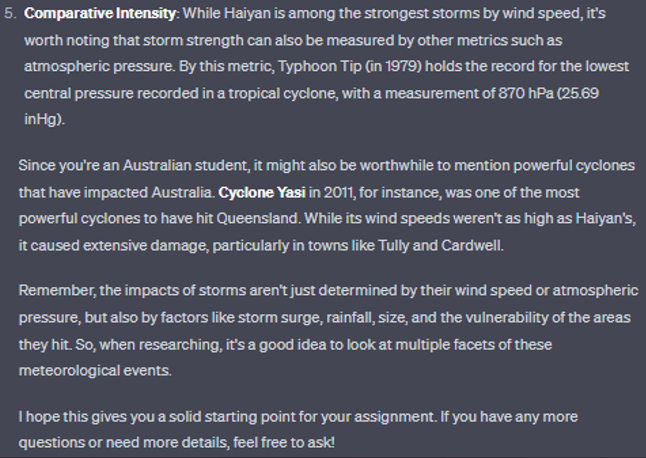 5. Comparative Intensity: While Haiyan is among the strongest storms by wind speed, it's
worth noting that storm strength can also be measured by other metrics such as
atmospheric pressure. By this metric, Typhoon Tip (in 1979) holds the record for the lowest
central pressure recorded in a tropical cyclone, with a measurement of 870 hPa (25.69
inHg).
Since you're an Australian student, it might also be worthwhile to mention powerful cyclones
that have impacted Australia. Cyclone Yasi in 2011, for instance, was one of the most
powerful cyclones to have hit Queensland. While its wind speeds weren't as high as Haiyan's,
it caused extensive damage, particularly in towns like Tully and Cardwell.
Remember, the impacts of storms aren't just determined by their wind speed or atmospheric
pressure, but also by factors like storm surge, rainfall, size, and the vulnerability of the areas
they hit. So, when researching, it's a good idea to look at multiple facets of these
meteorological events.
I hope this gives you a solid starting point for your assignment. If you have any more
questions or need more details, feel free to ask!